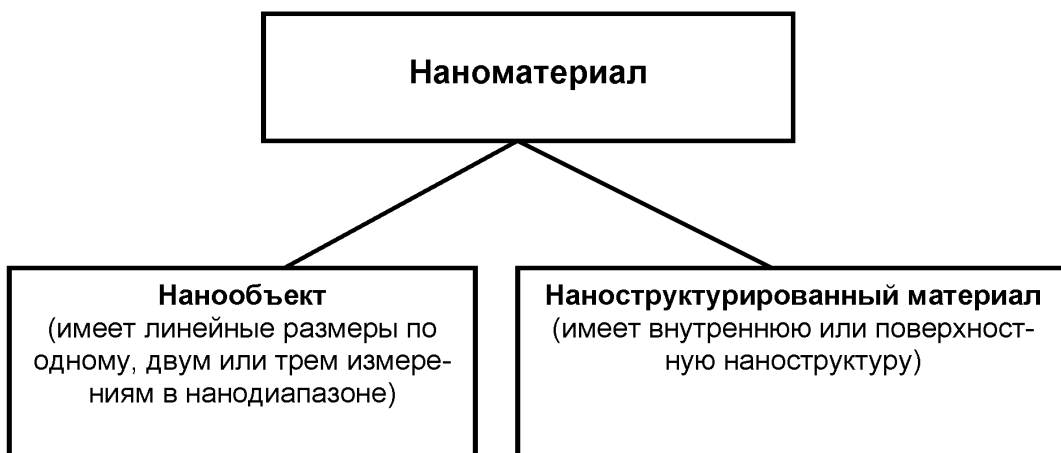 Наноматериал
Нанообъект
(имеет линейные размеры по
одному, двум или трем измере-
ниям в нанодиапазоне)
Наноструктурированный материал
(имеет внутреннюю или поверхност-
ную наноструктуру)